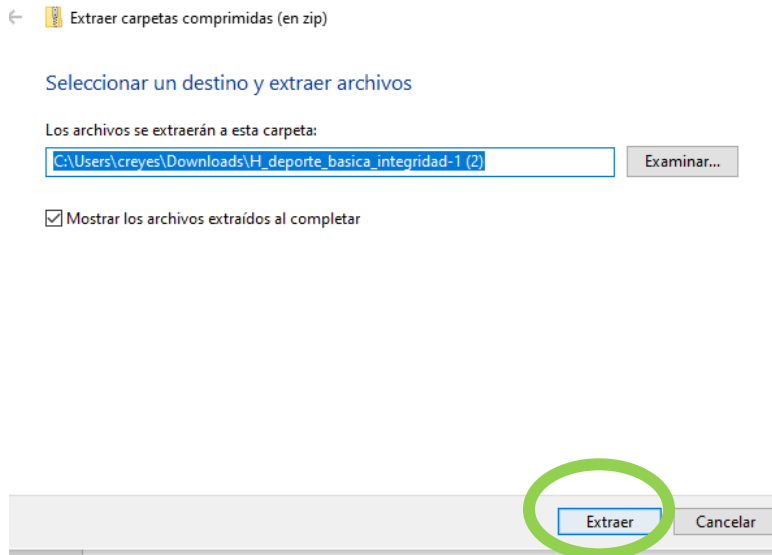 Extraer carpetas comprimidas (en zip)
Seleccionar un destino y extraer archivos
Los archivos se extraerán a esta carpeta:
C:\Users\creyes\Downloads\H_deporte_basica_integridad-1 (2)
Examinar...
Mostrar los archivos extraídos al completar
Extraer
Cancelar